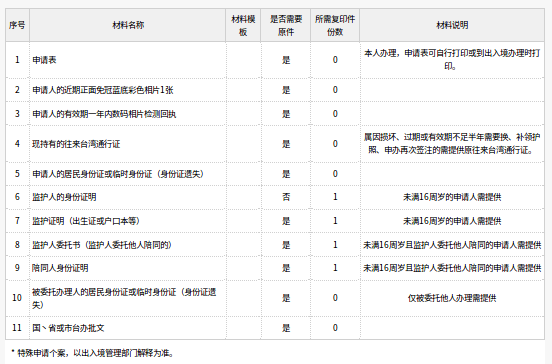 序号 材料名称 材料模板 是否需要原件 所需复印件份数 材料说明
1 申请表 是 0 本人办理，申请表可自行打印或到出入境办理时打印。
2 申请人的近期正面免冠蓝底彩色相片1张 是 0
3 申请人的有效期一年内数码相片检测回执 是 0
4 现持有的往来台湾通行证 是 0 属因损坏、过期或有效期不足半年需要换、补领护照、申办再次签注的需提供原往来台湾通行证。
5 申请人的居民身份证或临时身份证（身份证遗失） 是 0
6 监护人的身份证明 否 1 未满16周岁的申请人需提供
7 监护证明（出生证或户口本等） 是 1 未满16周岁的申请人需提供
8 监护人委托书（监护人委托他人陪同的） 是 1 未满16周岁且监护人委托他人陪同的申请人需提供
9 陪同人身份证明 是 1 未满16周岁且监护人委托他人陪同的申请人需提供
10 被委托办理人的居民身份证或临时身份证（身份证遗失） 是 0 仅被委托他人办理需提供
11 国丶省或市台办批文 是 0
* 特殊申请个案，以出入境管理部门解释为准。